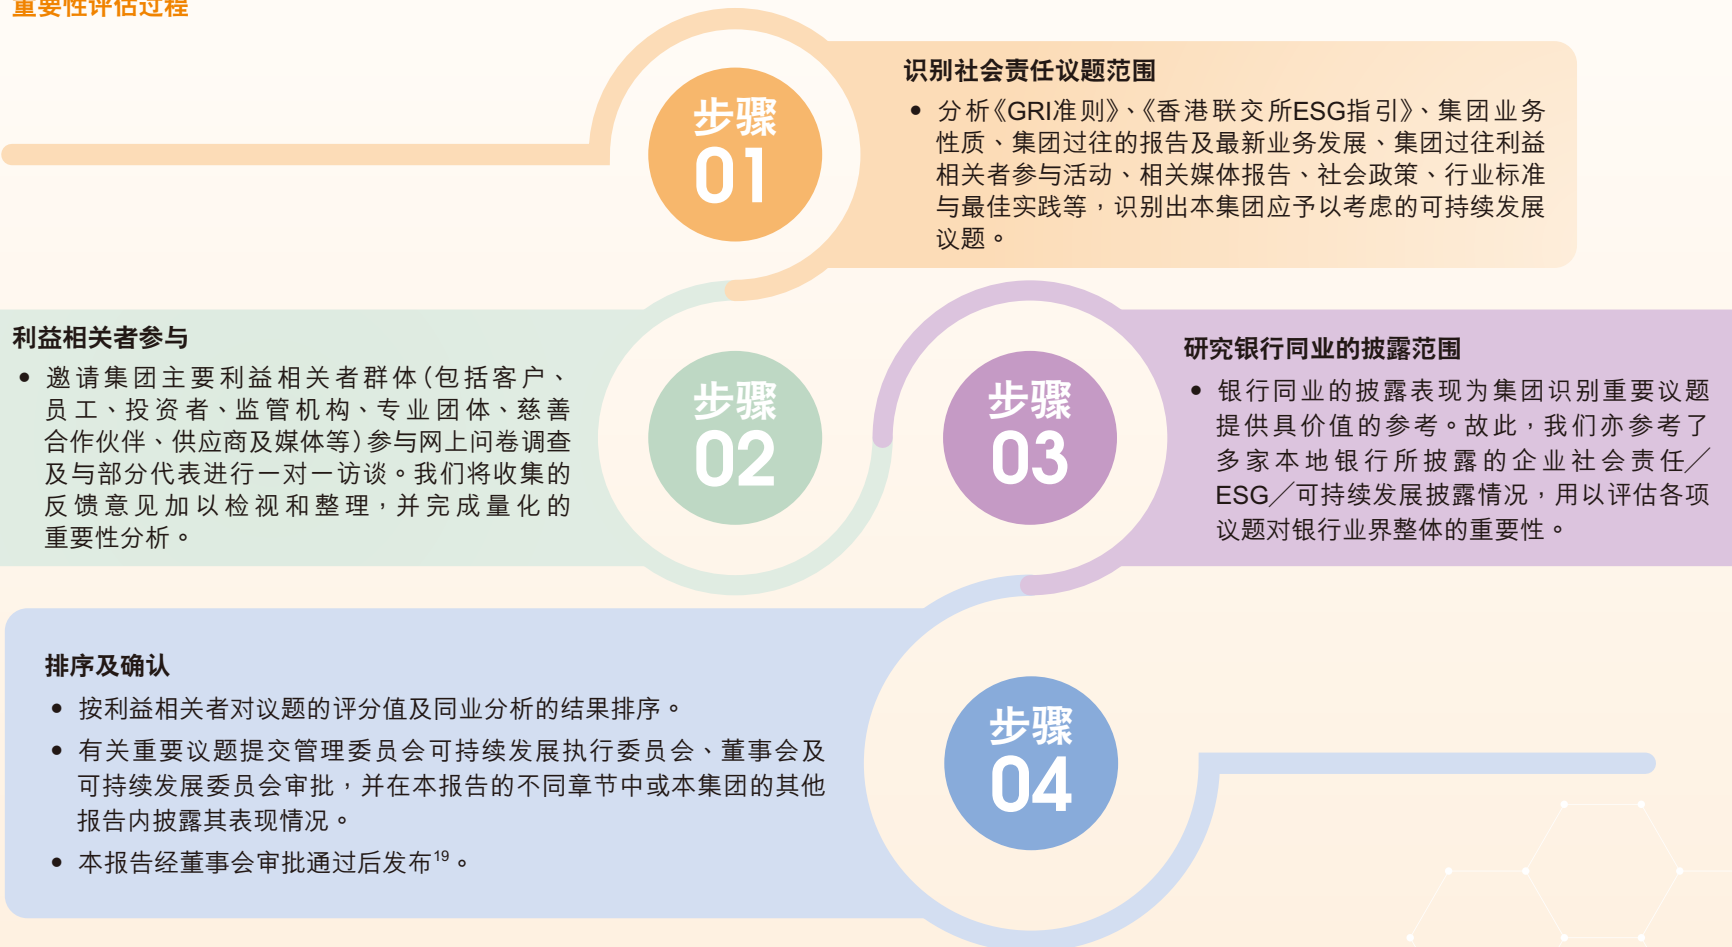 重要性评估过程
步骤
01
识别社会责任议题范围
• 分析《GRI准则》、《香港联交所ESG指引》、集团业务
性质、集团过往的报告及最新业务发展、集团过往利益
相关者参与活动、相关媒体报告、社会政策、行业标准
与最佳实践等，识别出本集团应予以考虑的可持续发展
议题。
利益相关者参与
• 邀请集团主要利益相关者群体（包括客户、
员工、投资者、监管机构、专业团体、慈善
合作伙伴、供应商及媒体等）参与网上问卷调查
及与部分代表进行一对一访谈。我们将收集的
反馈意见加以检视和整理，并完成量化的
重要性分析。
步骤
02
步骤
03
研究银行同业的披露范围
• 银行同业的披露表现为集团识别重要议题
提供具价值的参考。故此，我们亦参考了
多家本地银行所披露的企业社会责任╱
ESG╱可持续发展披露情况，用以评估各项
议题对银行业界整体的重要性。
排序及确认
• 按利益相关者对议题的评分值及同业分析的结果排序。
• 有关重要议题提交管理委员会可持续发展执行委员会、董事会及
可持续发展委员会审批，并在本报告的不同章节中或本集团的其他
报告内披露其表现情况。
• 本报告经董事会审批通过后发布19。
步骤
04